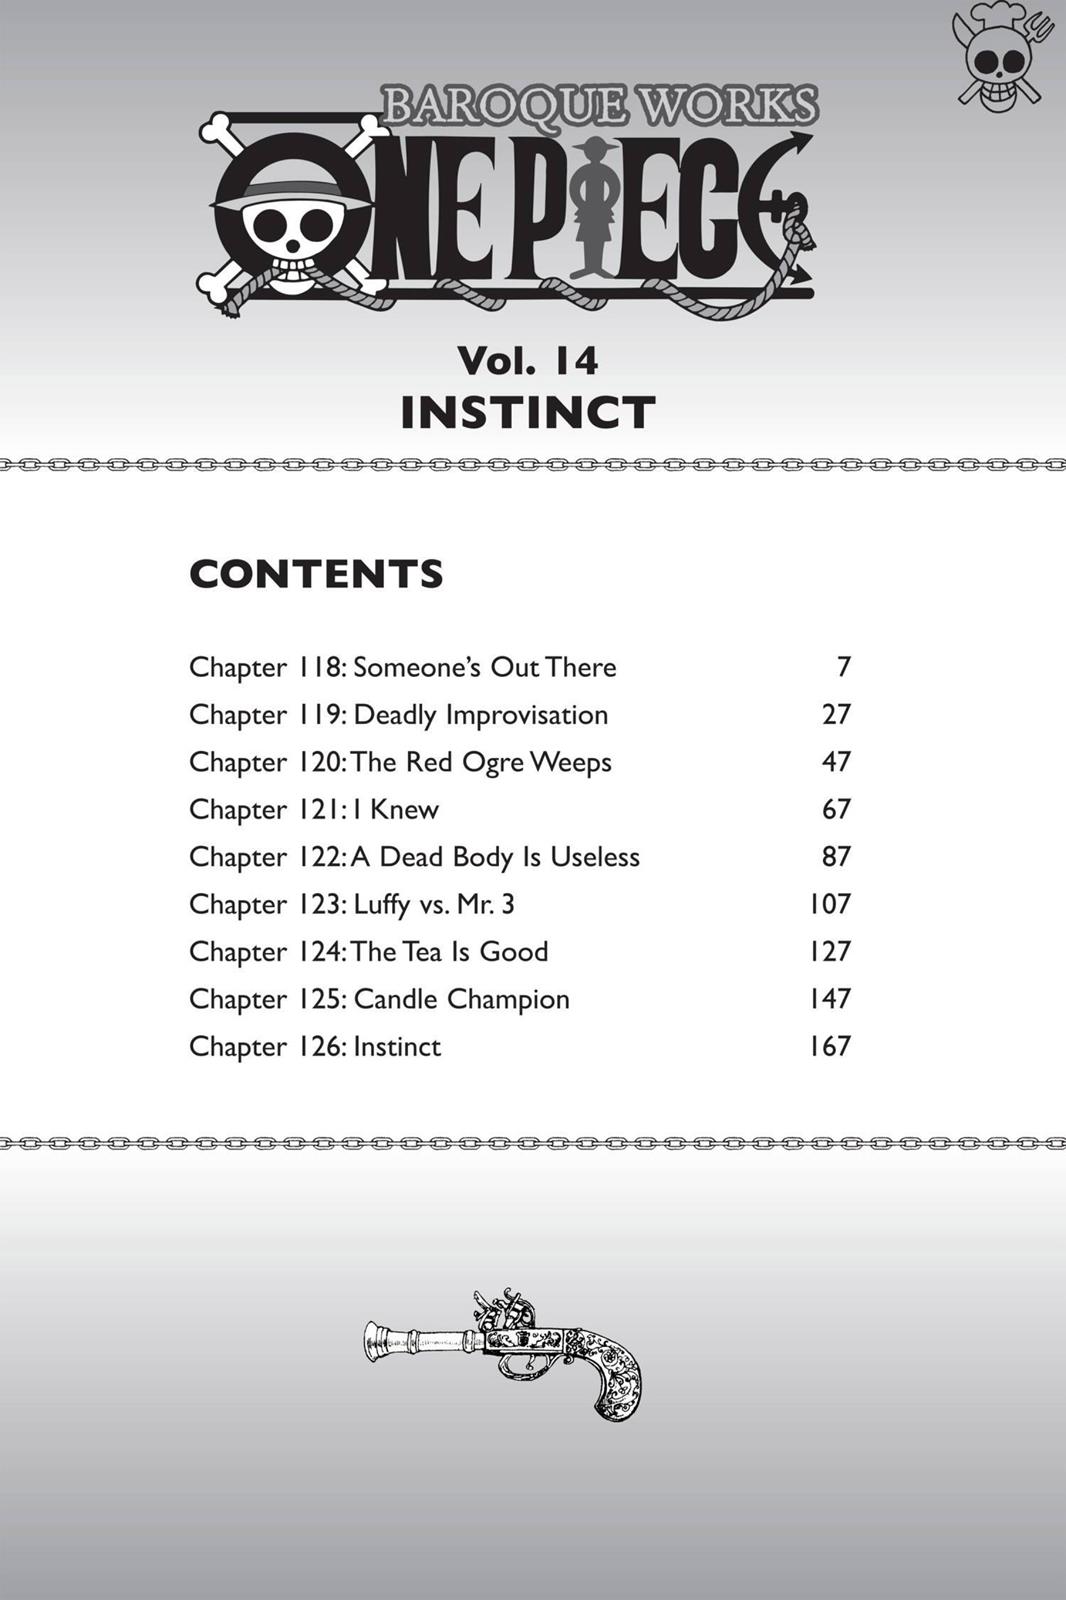 BAROQUE WORKS
ONE PIECE
Vol. 14
INSTINCT
CONTENTS
Chapter 118: Someone’s Out There 7
Chapter 119: Deadly Improvisation 27
Chapter 120: The Red Ogre Weeps 47
Chapter 121: I Knew 67
Chapter 122: A Dead Body Is Useless 87
Chapter 123: Luffy vs. Mr. 3 107
Chapter 124: The Tea Is Good 127
Chapter 125: Candle Champion 147
Chapter 126: Instinct 167